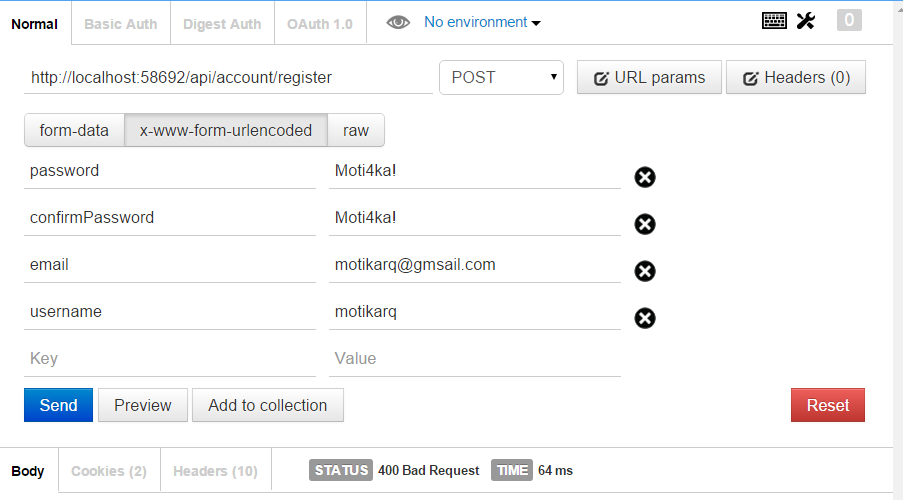 Normal Basic Auth Digest Auth OAuth 1.0 No environment 0
http://localhost:58692/api/account/register POST URL params Headers (0)
form-data x-www-form-urlencoded raw
password Moti4ka!
confirmPassword Moti4ka!
email motikarq@gmsail.com
username motikarq
Key Value
Send Preview Add to collection Reset
Body Cookies (2) Headers (10) STATUS 400 Bad Request TIME 64 ms